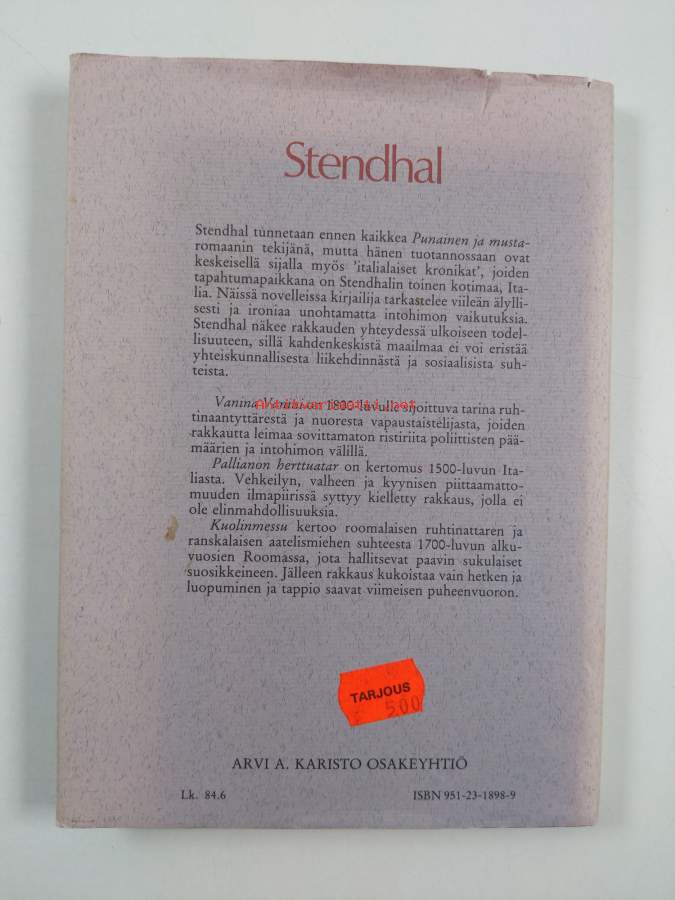 Stendhal
Stendhal tunnetaan ennen kaikkea Punainen ja musta-
romaanin tekijänä, mutta hänen tuotannossaan ovat
keskeisellä sijalla myös 'italialaiset kronikat', joiden
tapahtumapaikkana on Stendhalin toinen kotimaa, Ita-
lia. Näissä novelleissa kirjailija tarkastelee viileän älylli-
sesti ja ironiaa unohtamatta intohimon vaikutuksia.
Stendhal näkee rakkauden yhteydessä ulkoiseen todel-
lisuuteen, sillä kahdenkeskistä maailmaa ei voi eristää
yhteiskunnallisesta liikehdinnästä ja sosiaalisista suh-
teista.
Vanina on 1800-luvulle sijoittuva tarina ruh-
tinaantyttärestä ja nuoresta vapaustaistelijasta, joiden
rakkautta leimaa sovittamaton ristiriita poliittisten pää-
määrien ja intohimon välillä.
Pallianon herttuatar on kertomus 1500-luvun Ita-
liasta. Vehkeilyn, valheen ja kyynisen piittaamatto-
muuden ilmapiirissä syttyy kielletty rakkaus, jolla ei
ole elinmahdollisuuksia.
Kuolinmessu kertoo roomalaisen ruhtinattaren ja
ranskalaisen aatelismiehen suhteesta 1700-luvun alku-
vuosien Roomassa, jota hallitsevat paavin sukulaiset
suosikkeineen. Jälleen rakkaus kukoistaa vain hetken ja
luopuminen ja tappio saavat viimeisen puheenvuoron.
TARJOUS
500
ARVI A. KARISTO OSAKEYHTIÖ
Lk. 84.6 ISBN 951-23-1898-9